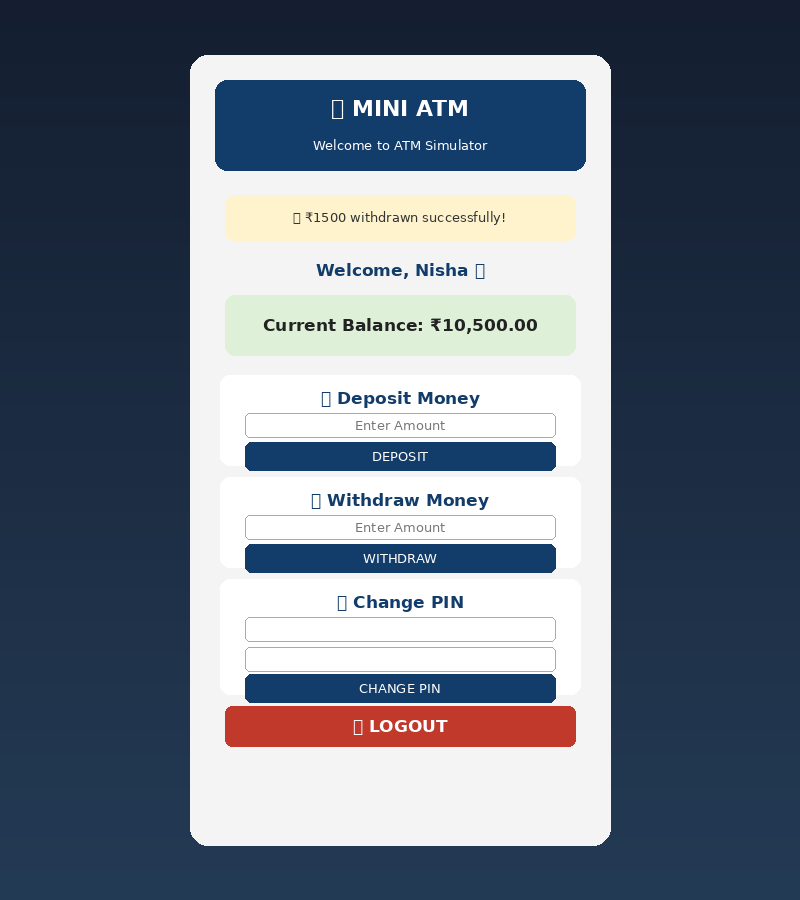 MINI ATM
Welcome to ATM Simulator
₹1500 withdrawn successfully!
Welcome, Nisha
Current Balance: ₹10,500.00
Deposit Money
Enter Amount
DEPOSIT
Withdraw Money
Enter Amount
WITHDRAW
Change PIN
CHANGE PIN
LOGOUT